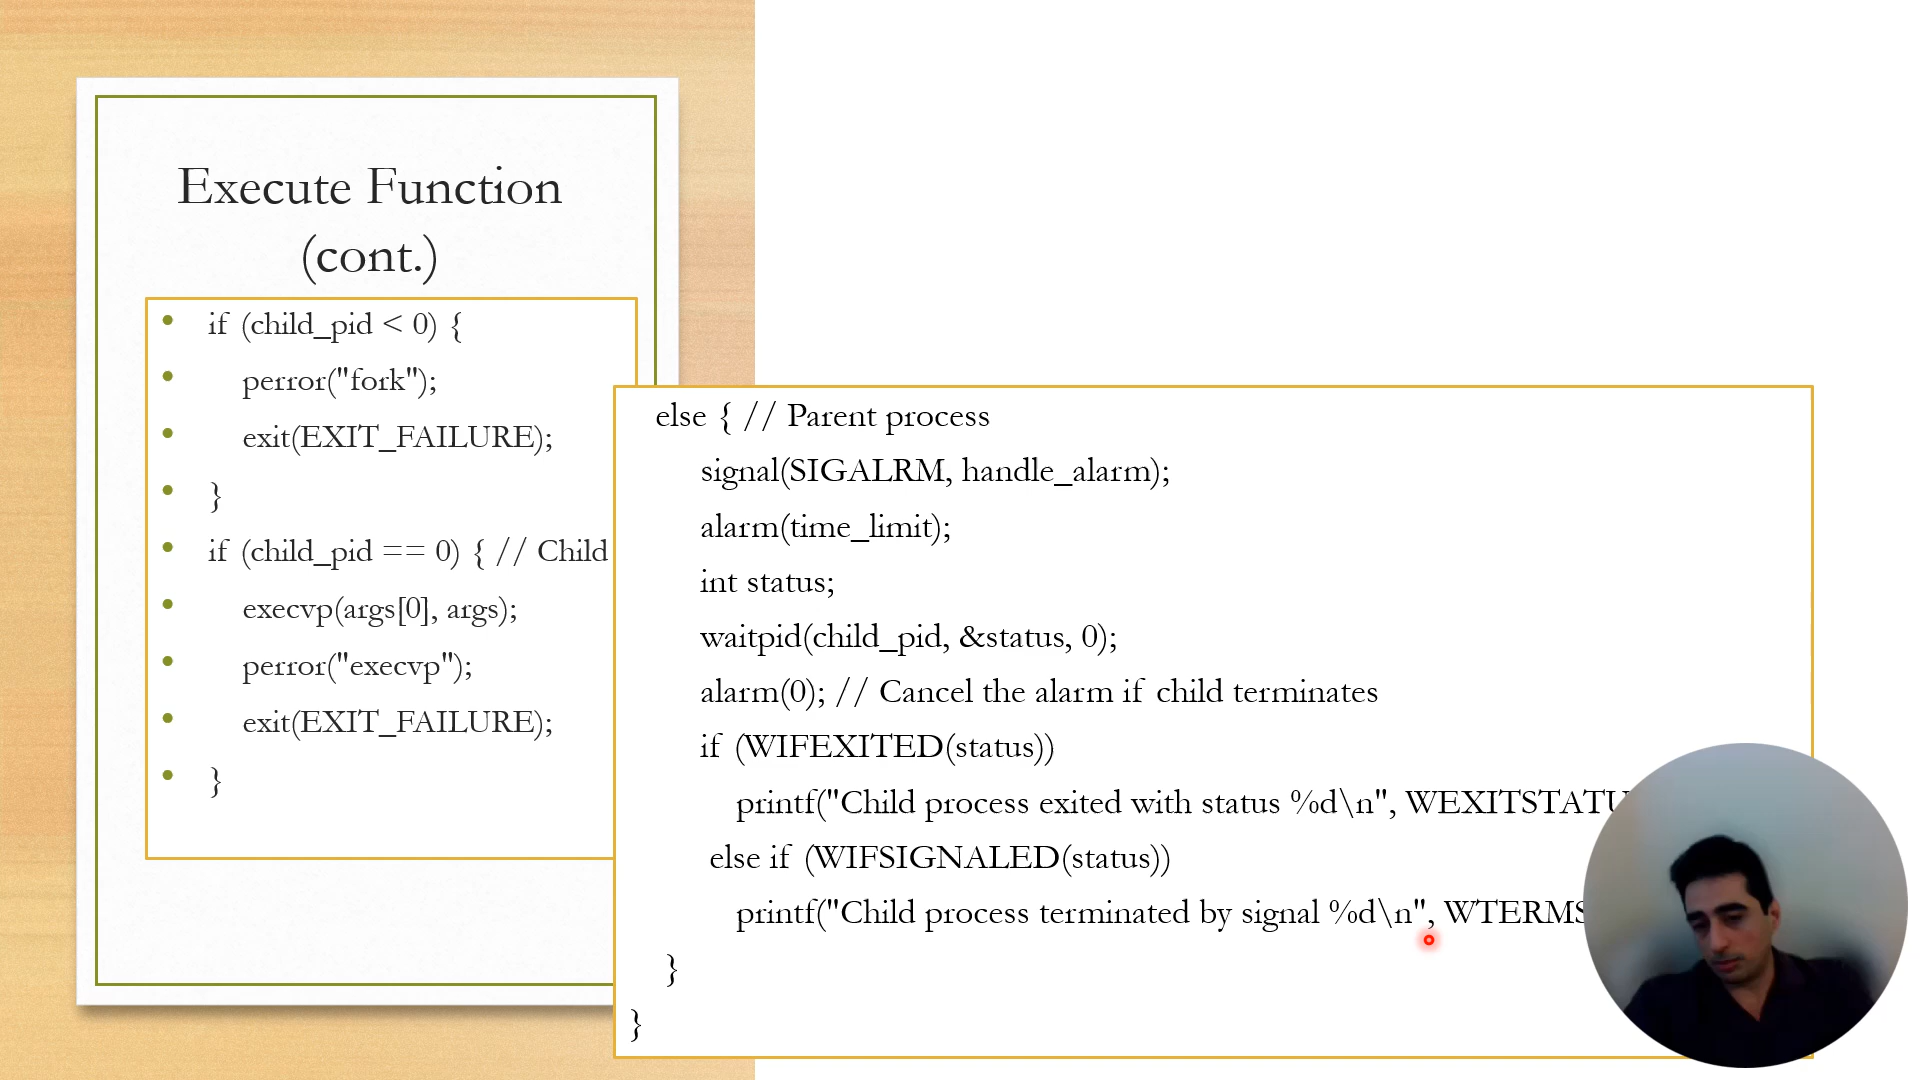 Execute Function
(cont.)
• if (child_pid < 0) {
• perror("fork");
• exit(EXIT_FAILURE);
• }
• if (child_pid == 0) { // Child
• execvp(args[0], args);
• perror("execvp");
• exit(EXIT_FAILURE);
• }
else { // Parent process
signal(SIGALRM, handle_alarm);
alarm(time_limit);
int status;
waitpid(child_pid, &status, 0);
alarm(0); // Cancel the alarm if child terminates
if (WIFEXITED(status))
printf("Child process exited with status %d\n",
else if (WIFSIGNALED(status))
printf("Child process terminated by signal %d\n",
}
}